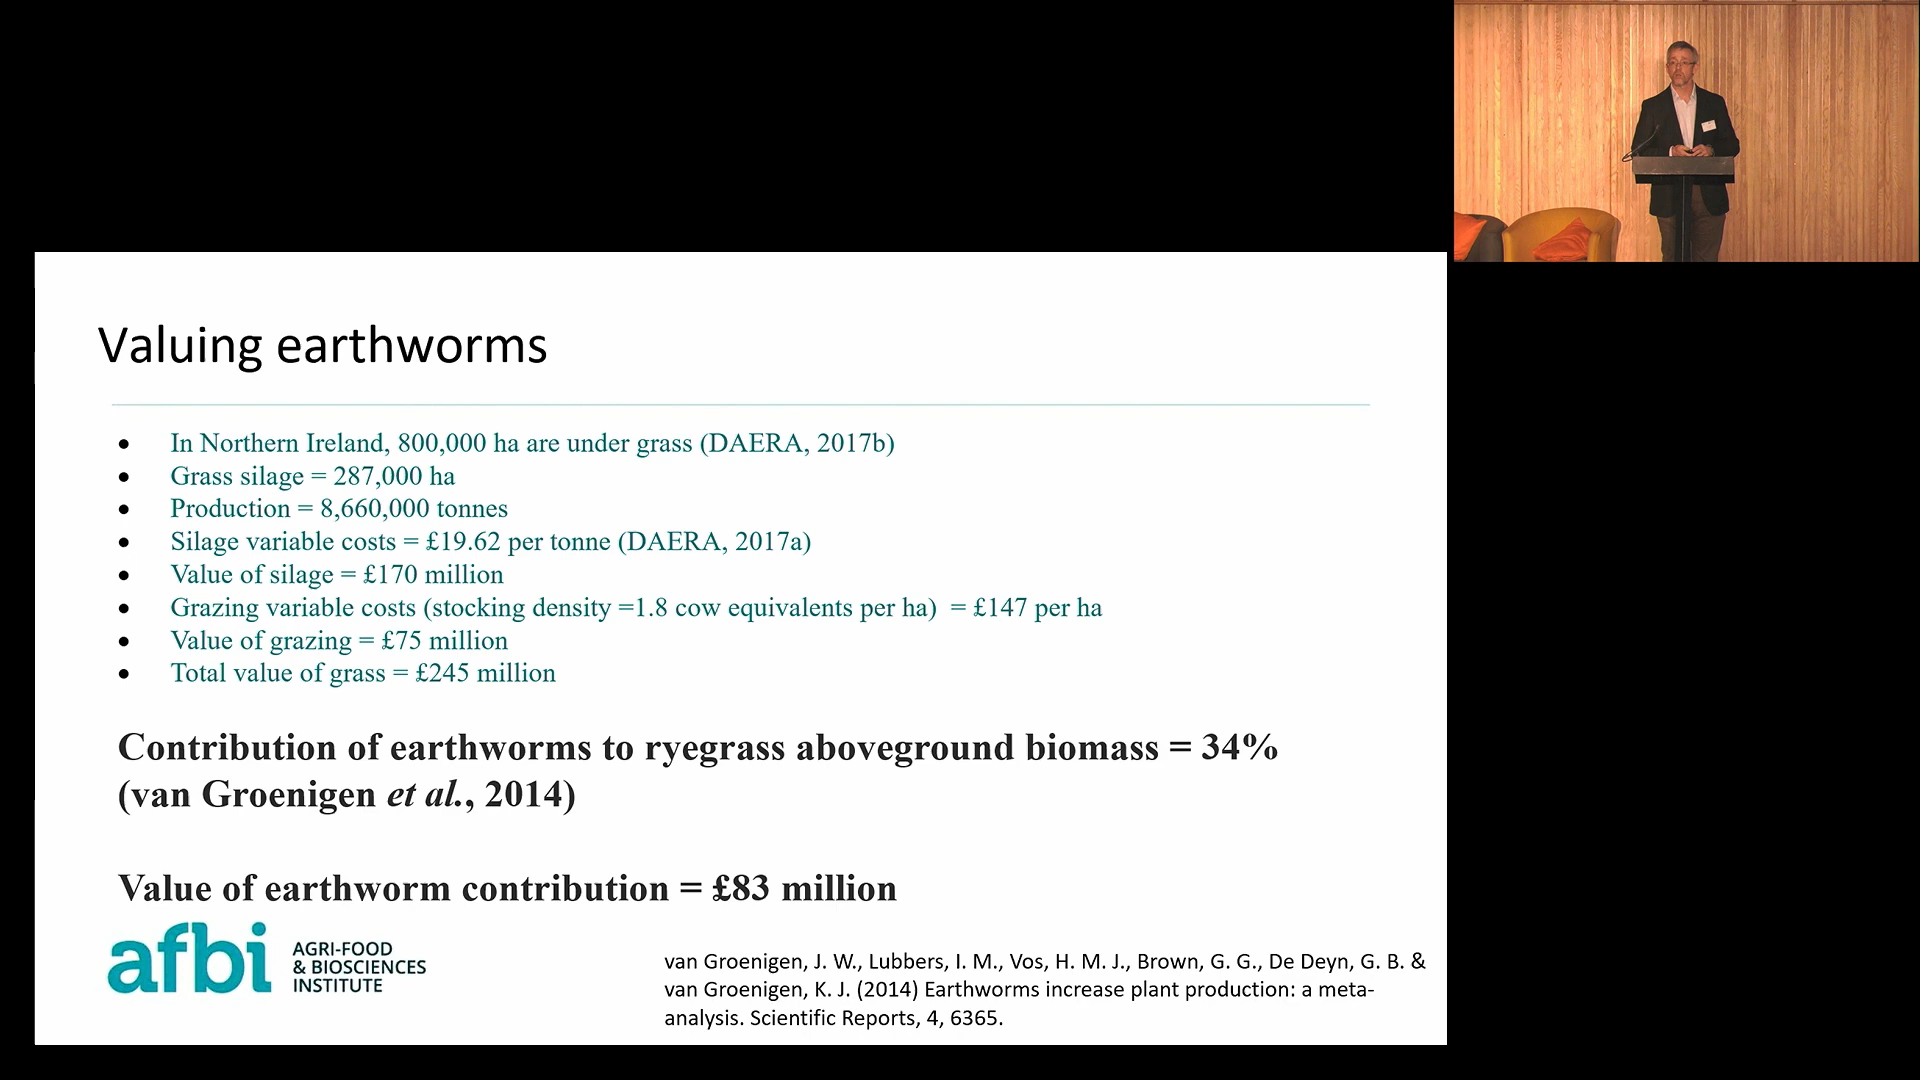 Valuing earthworms
• In Northern Ireland, 800,000 ha are under grass (DAERA, 2017b)
• Grass silage = 287,000 ha
• Production = 8,660,000 tonnes
• Silage variable costs = £19.62 per tonne (DAERA, 2017a)
• Value of silage = £170 million
• Grazing variable costs (stocking density =1.8 cow equivalents per ha)  = £147 per ha
• Value of grazing = £75 million
• Total value of grass = £245 million
Contribution of earthworms to ryegrass aboveground biomass = 34%
(van Groenigen et al., 2014)
Value of earthworm contribution = £83 million
afbi
AGRI-FOOD
& BIOSCIENCES
INSTITUTE
van Groenigen, J. W., Lubbers, I. M., Vos, H. M. J., Brown, G. G., De Deyn, G. B. &
van Groenigen, K. J. (2014) Earthworms increase plant production: a meta-
analysis. Scientific Reports, 4, 6365.